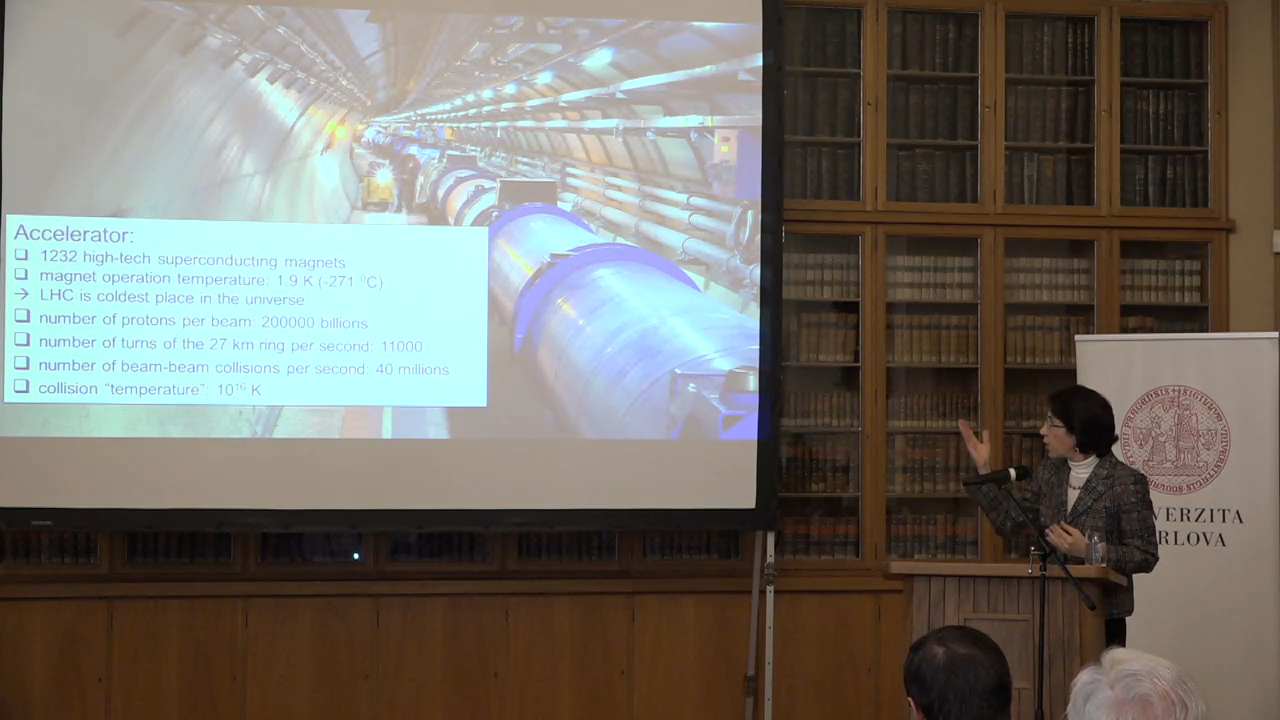 Accelerator:
❑ 1232 high-tech superconducting magnets
❑ magnet operation temperature: 1.9 K (-271 ⁰C)
→ LHC is coldest place in the universe
❑ number of protons per beam: 200000 billions
❑ number of turns of the 27 km ring per second: 11000
❑ number of beam-beam collisions per second: 40 millions
❑ collision "temperature": 10¹⁶ K
VERZITA
RLOVA